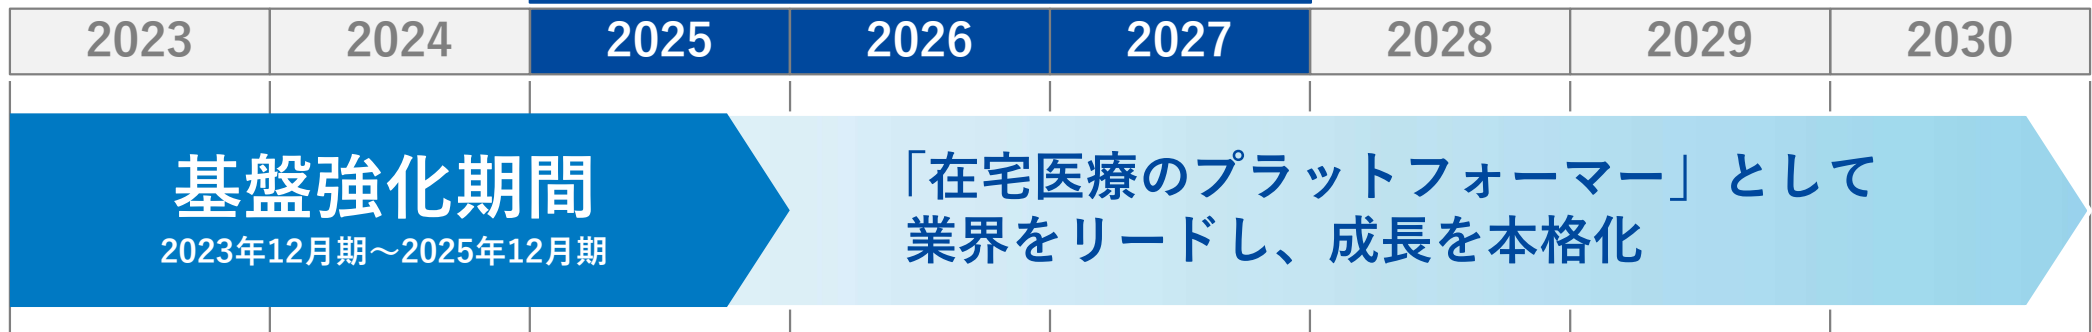 2023 2024 2025 2026 2027 2028 2029 2030
基盤強化期間
2023年12月期～2025年12月期
「在宅医療のプラットフォーマー」として
業界をリードし、成長を本格化